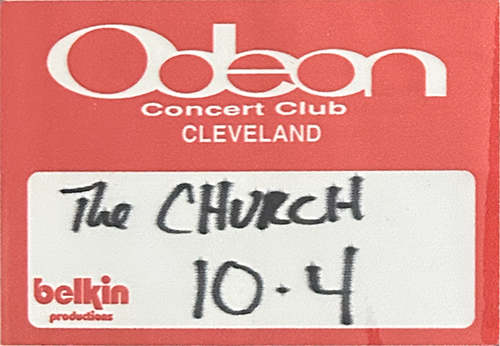 Odeon
Concert Club
CLEVELAND
The CHURCH
10.4
belkin
productions